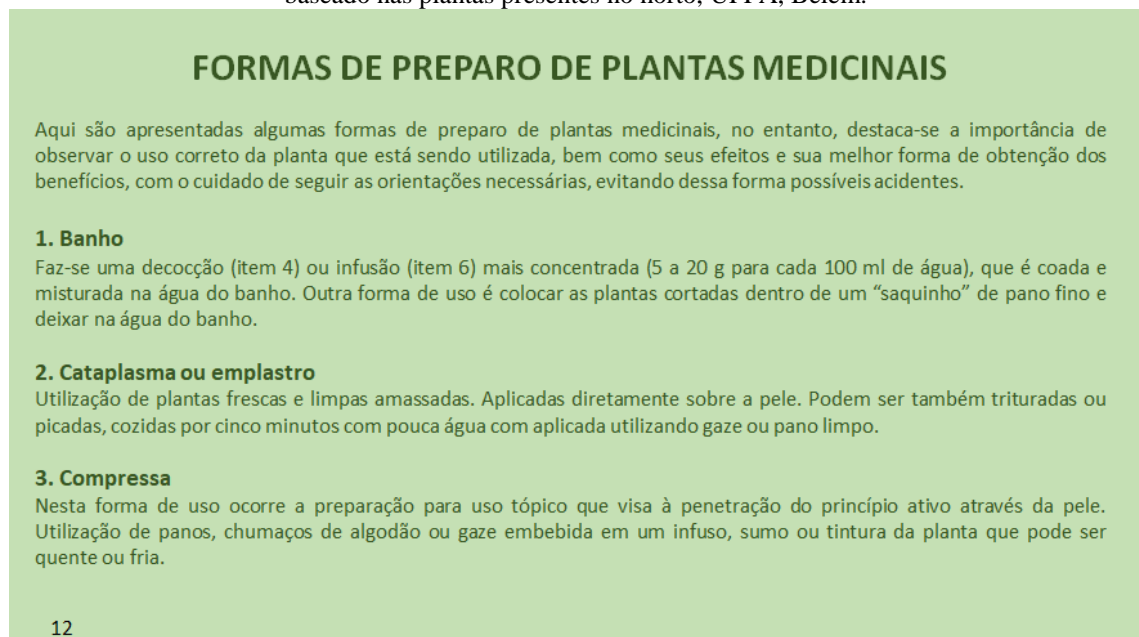 baseado nas plantas presentes no horto, UFPA, Belém.
FORMAS DE PREPARO DE PLANTAS MEDICINAIS
Aqui são apresentadas algumas formas de preparo de plantas medicinais, no entanto, destaca-se a importância de
observar o uso correto da planta que está sendo utilizada, bem como seus efeitos e sua melhor forma de obtenção dos
benefícios, com o cuidado de seguir as orientações necessárias, evitando dessa forma possíveis acidentes.
1. Banho
Faz-se uma decocção (item 4) ou infusão (item 6) mais concentrada (5 a 20 g para cada 100 ml de água), que é coada e
misturada na água do banho. Outra forma de uso é colocar as plantas cortadas dentro de um “saquinho” de pano fino e
deixar na água do banho.
2. Cataplasma ou emplastro
Utilização de plantas frescas e limpas amassadas. Aplicadas diretamente sobre a pele. Podem ser também trituradas ou
picadas, cozidas por cinco minutos com pouca água com aplicada utilizando gaze ou pano limpo.
3. Compressa
Nesta forma de uso ocorre a preparação para uso tópico que visa à penetração do princípio ativo através da pele.
Utilização de panos, chumaços de algodão ou gaze embebida em um infuso, sumo ou tintura da planta que pode ser
quente ou fria.
12